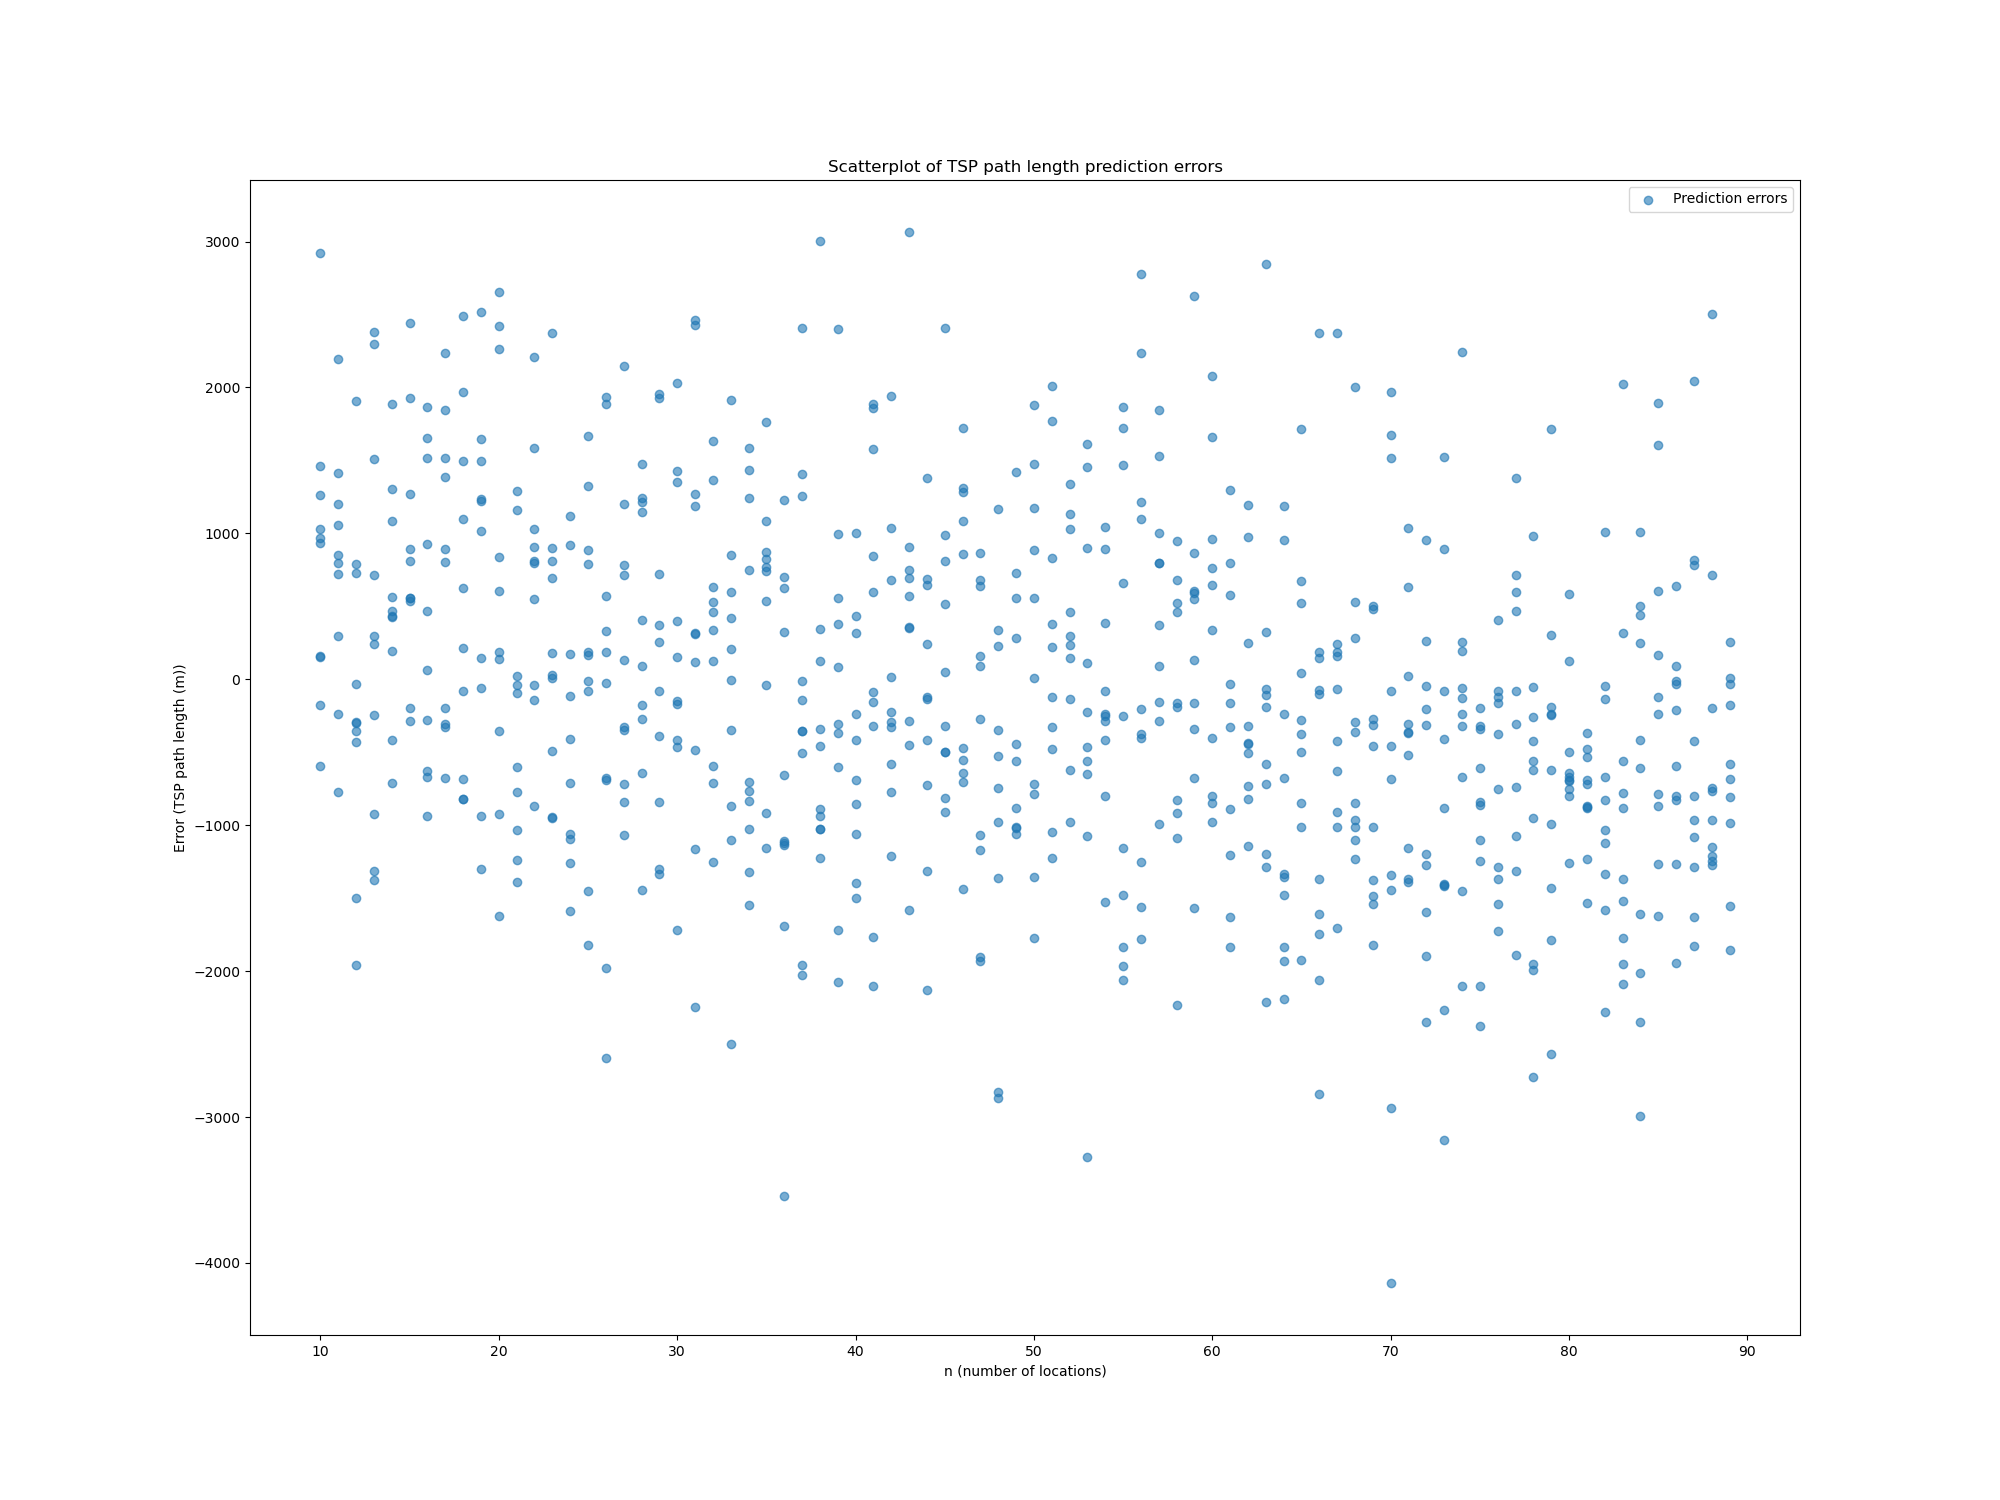 Scatterplot of TSP path length prediction errors
Prediction errors
3000
2000
1000
0
−1000
−2000
−3000
−4000
Error (TSP path length (m))
10 20 30 40 50 60 70 80 90
n (number of locations)